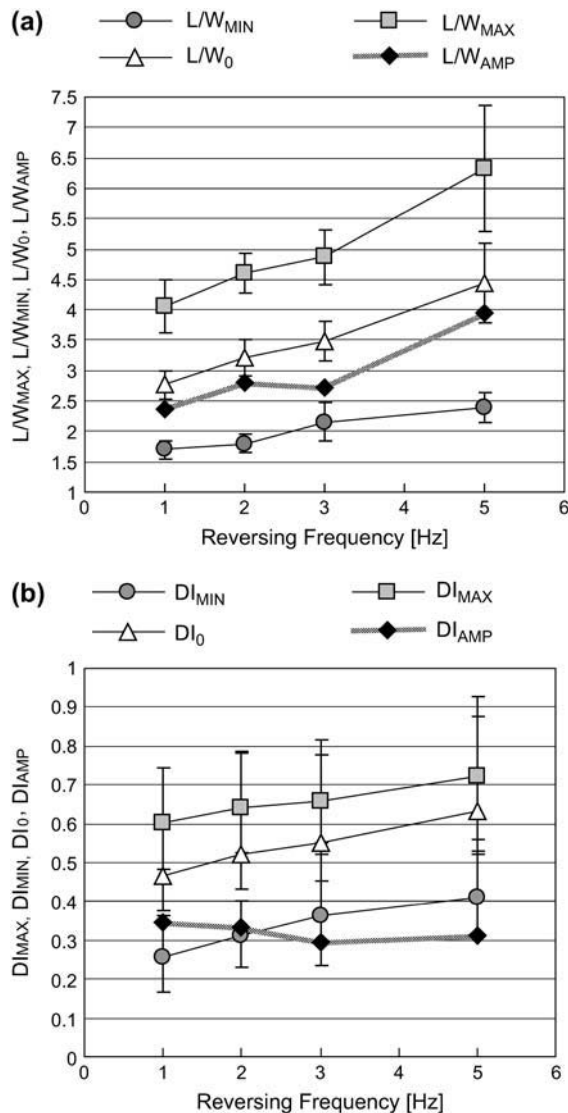 (a)
L/WMIN
L/WMAX
L/W0
L/WAMP
7.5
7
6.5
6
5.5
5
4.5
4
3.5
3
2.5
2
1.5
1
L/WMAX, L/WMIN, L/W0, L/WAMP
0 1 2 3 4 5 6
Reversing Frequency [Hz]
(b)
DIMIN
DIMAX
DI0
DIAMP
1
0.9
0.8
0.7
0.6
0.5
0.4
0.3
0.2
0.1
0
DIMAX, DIMIN, DI0, DIAMP
0 1 2 3 4 5 6
Reversing Frequency [Hz]